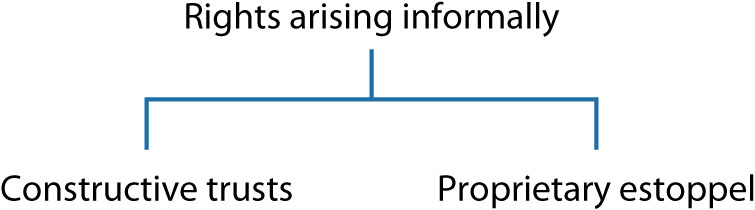 Rights arising informally
Constructive trusts
Proprietary estoppel